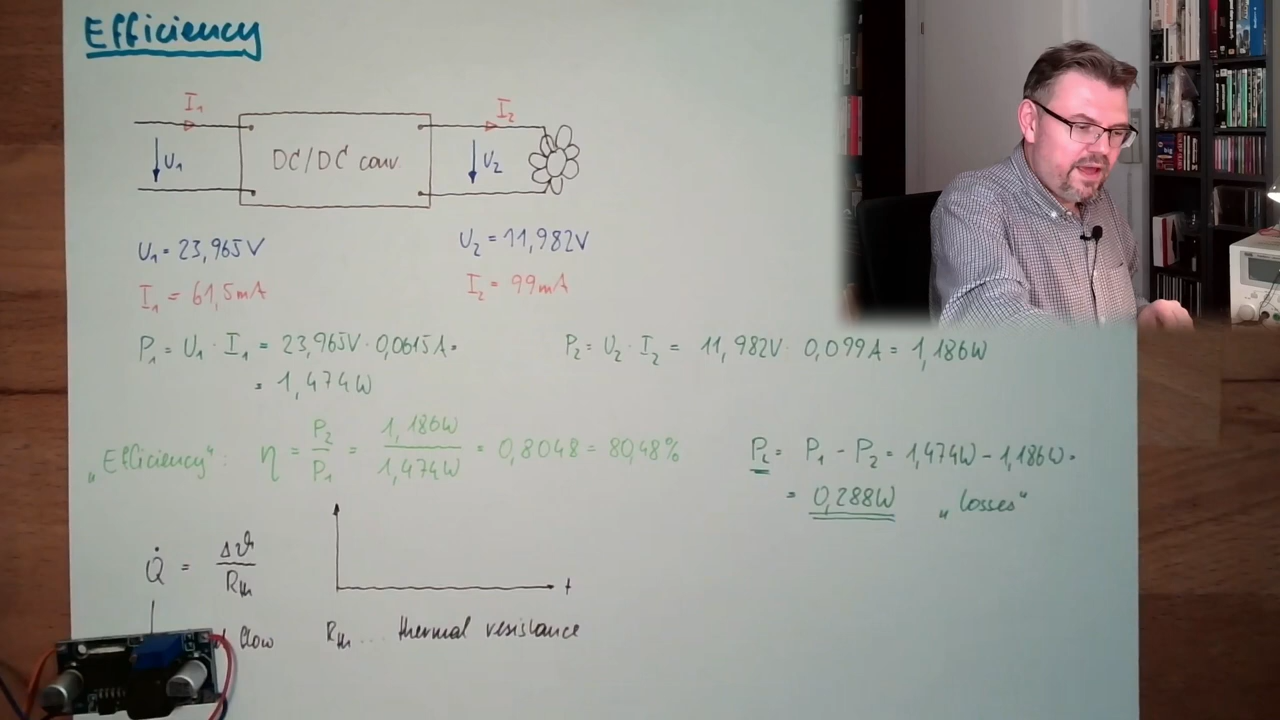 Efficiency
I₁
I₂
U₁
DC/DC conv.
U₂
U₁ = 23,965V
U₂ = 11,982V
I₁ = 61,5mA
I₂ = 99mA
P₁ = U₁ · I₁ = 23,965V · 0,0615A =
= 1,474W
P₂ = U₂ · I₂ = 11,982V · 0,099A = 1,186W
„Efficiency“: η = P₂/P₁ = 1,186W/1,474W = 0,8048 = 80,48%
P_L = P₁ - P₂ = 1,474W - 1,186W =
= 0,288W „losses“
Q̇ = Δϑ/Rth
t
flow
Rth ... thermal resistance